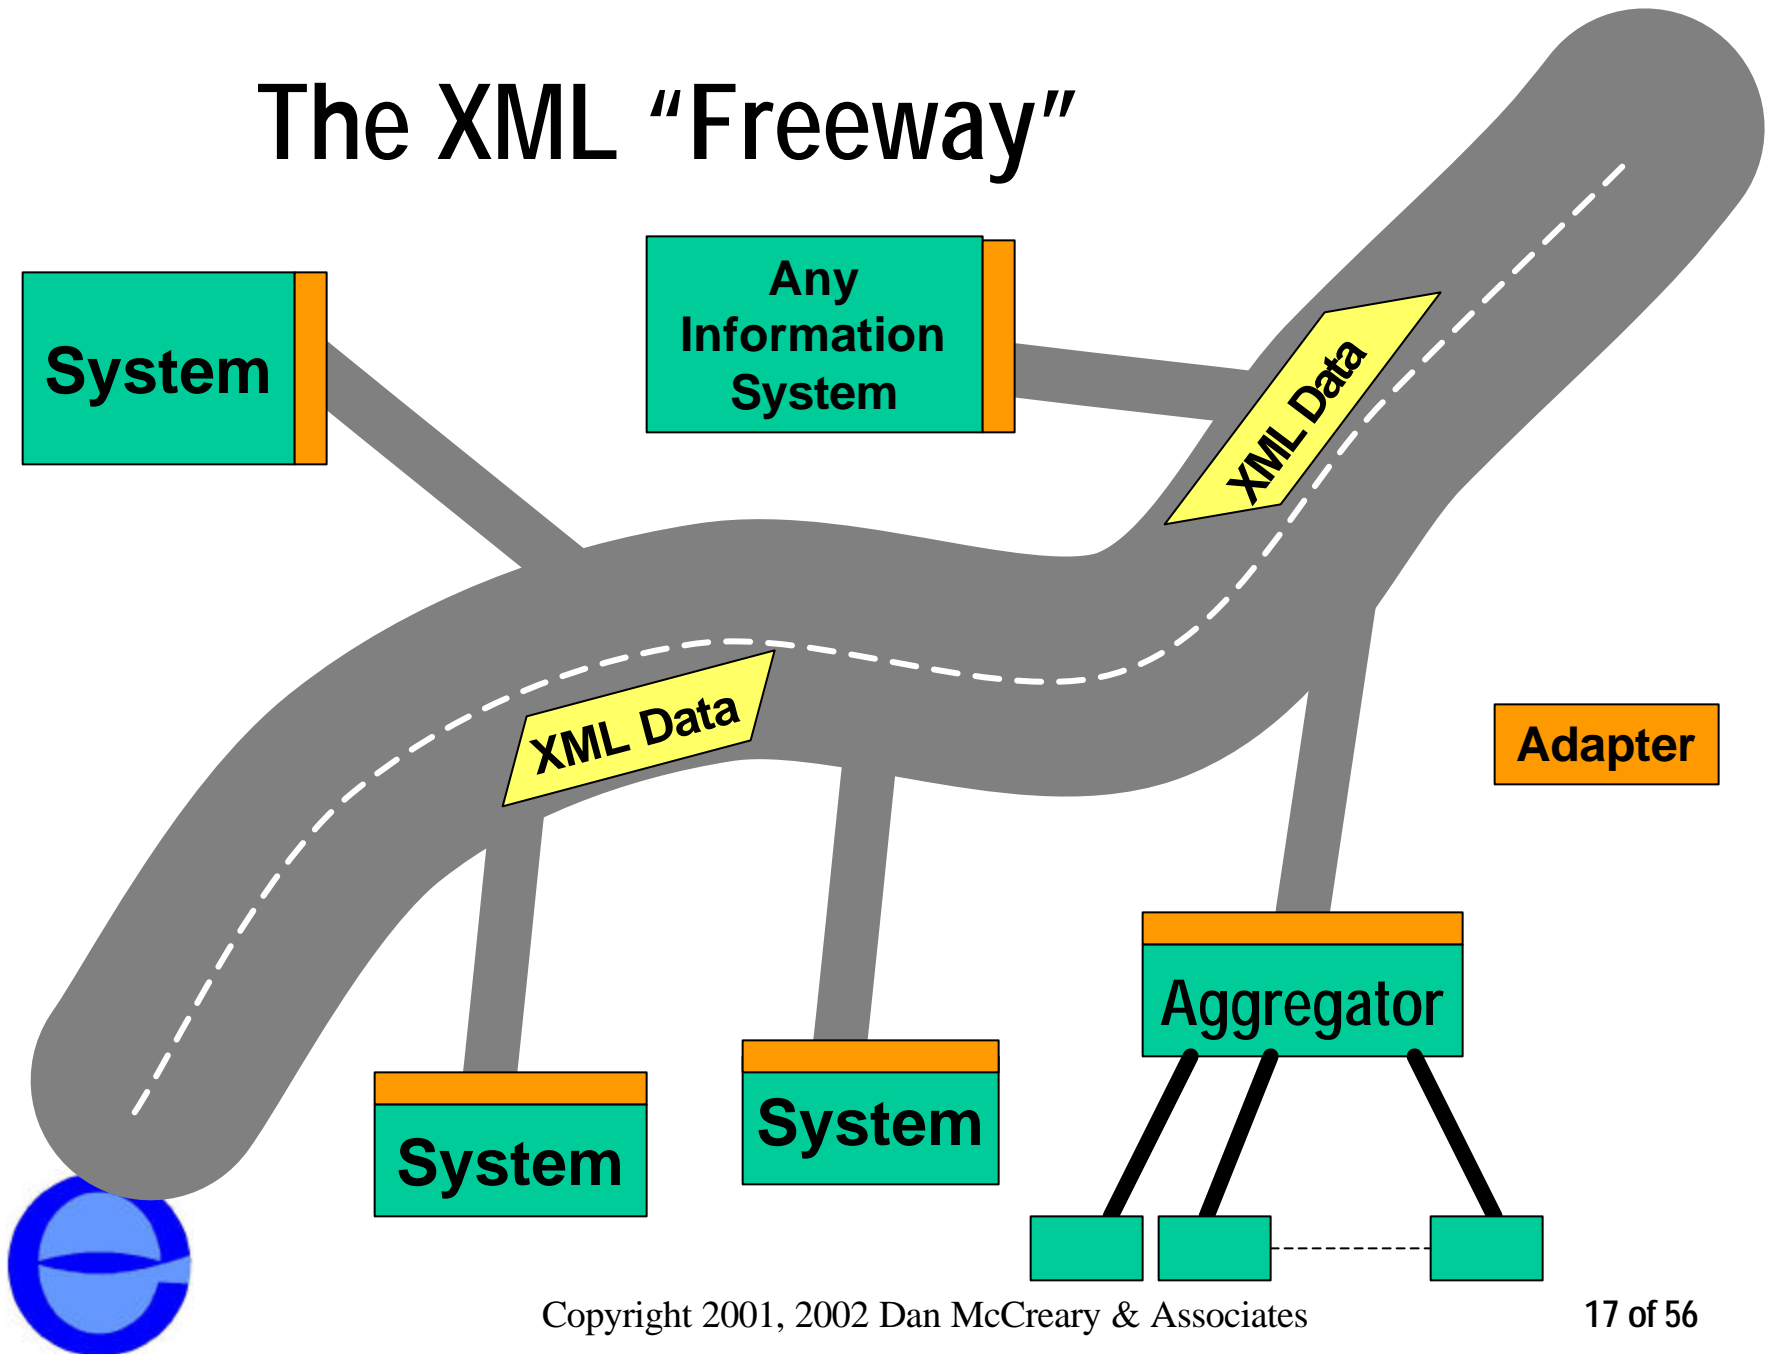 The XML “Freeway”
System
Any
Information
System
XML Data
XML Data
Adapter
Aggregator
System
System
Copyright 2001, 2002 Dan McCreary & Associates
17 of 56